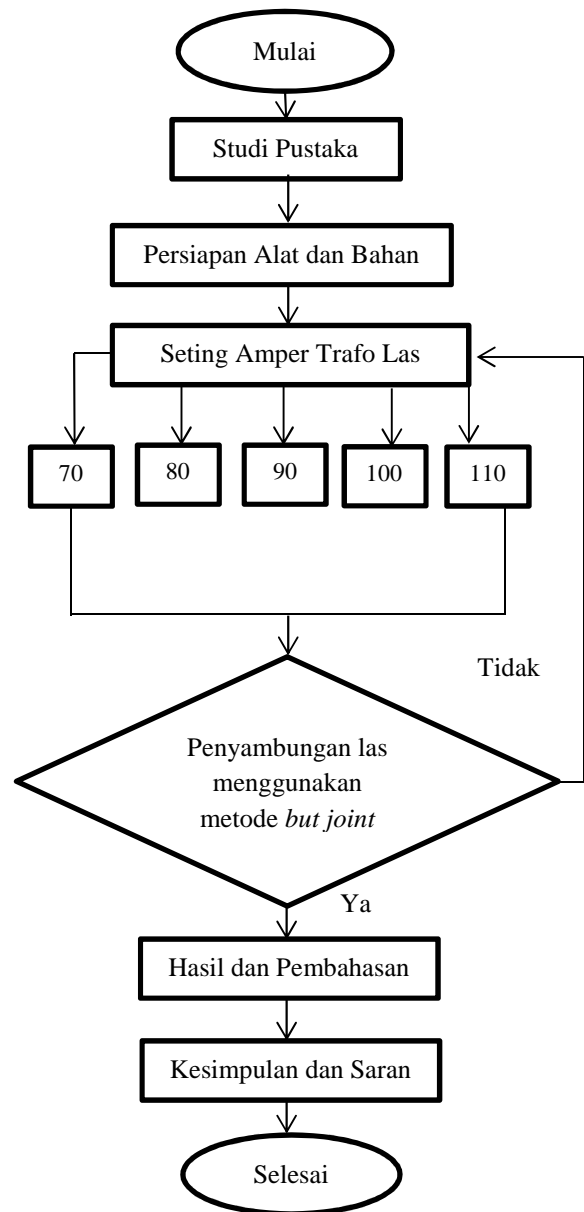 Mulai
Studi Pustaka
Persiapan Alat dan Bahan
Seting Amper Trafo Las
70
80
90
100
110
Tidak
Penyambungan las
menggunakan
metode but joint
Ya
Hasil dan Pembahasan
Kesimpulan dan Saran
Selesai